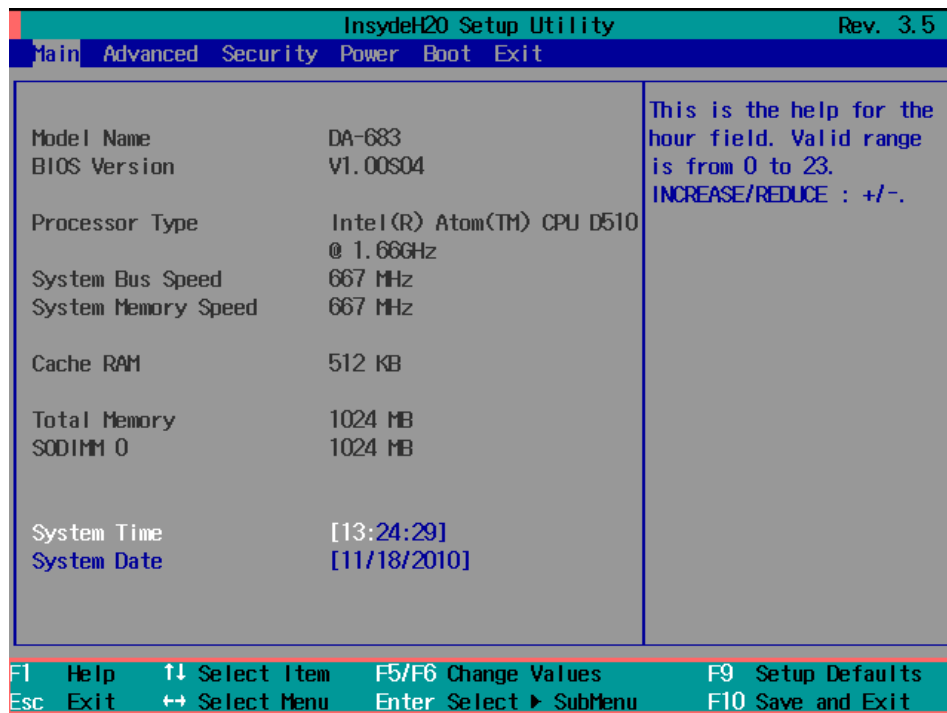 InsydeH20 Setup Utility Rev. 3.5
Main Advanced Security Power Boot Exit
This is the help for the
hour field. Valid range
is from 0 to 23.
INCREASE/REDUCE : +/-.
Model Name DA-683
BIOS Version V1.00S04
Processor Type Intel(R) Atom(TM) CPU D510
@ 1.66GHz
System Bus Speed 667 MHz
System Memory Speed 667 MHz
Cache RAM 512 KB
Total Memory 1024 MB
SODIMM 0 1024 MB
System Time [13:24:29]
System Date [11/18/2010]
F1 Help ↑↓ Select Item F5/F6 Change Values F9 Setup Defaults
Esc Exit ↔ Select Menu Enter Select ▶ SubMenu F10 Save and Exit